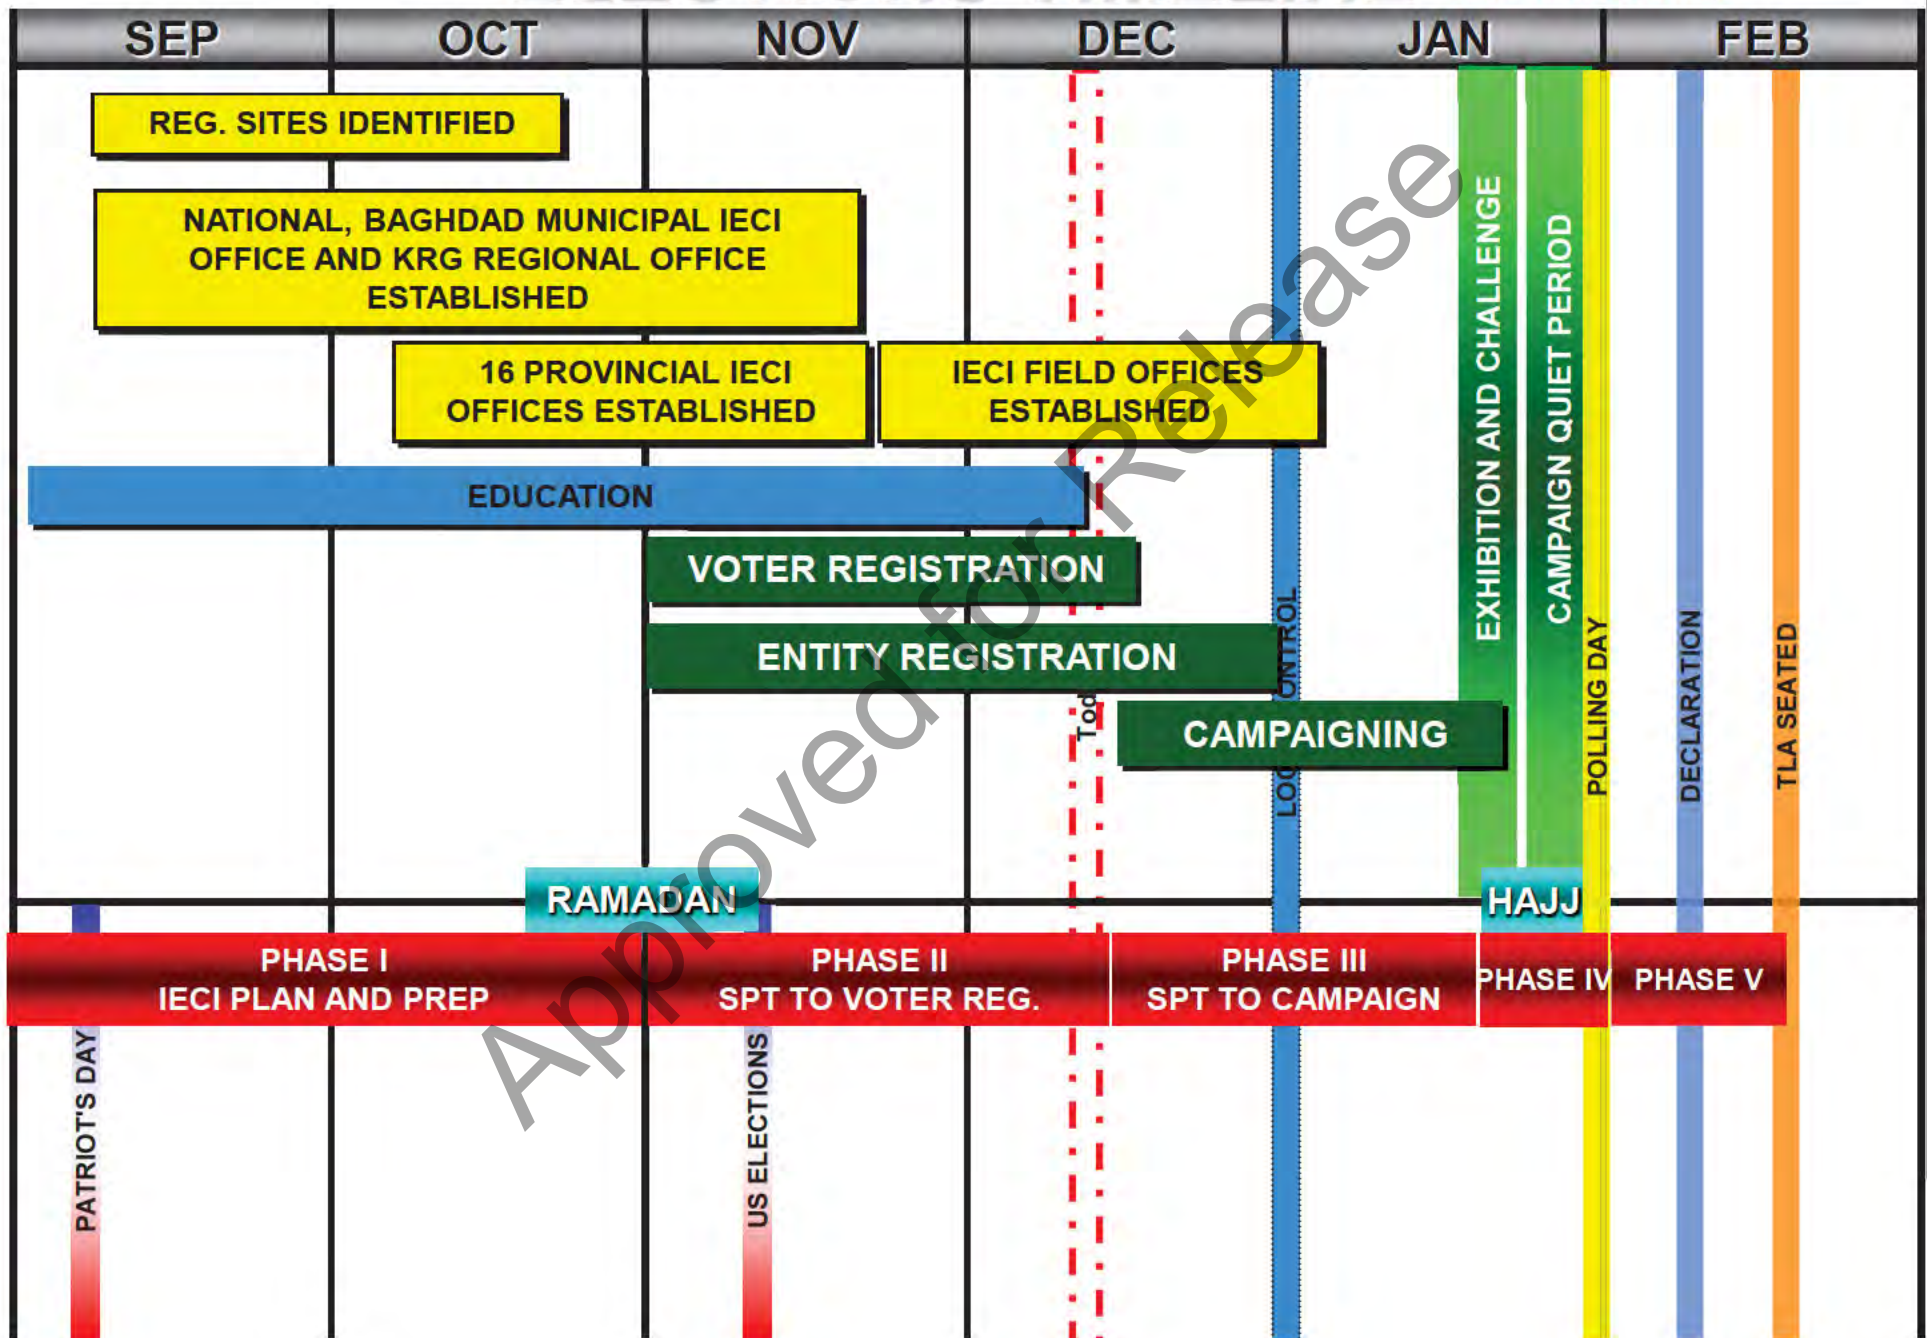 SEP OCT NOV DEC JAN FEB
REG. SITES IDENTIFIED
NATIONAL, BAGHDAD MUNICIPAL IECI
OFFICE AND KRG REGIONAL OFFICE
ESTABLISHED
16 PROVINCIAL IECI
OFFICES ESTABLISHED
IECI FIELD OFFICES
ESTABLISHED
EDUCATION
VOTER REGISTRATION
ENTITY REGISTRATION
CAMPAIGNING
EXHIBITION AND CHALLENGE
CAMPAIGN QUIET PERIOD
POLLING DAY
DECLARATION
TLA SEATED
RAMADAN
HAJJ
PHASE I
IECI PLAN AND PREP
PHASE II
SPT TO VOTER REG.
PHASE III
SPT TO CAMPAIGN
PHASE IV
PHASE V
PATRIOT'S DAY
US ELECTIONS
Approved for Release